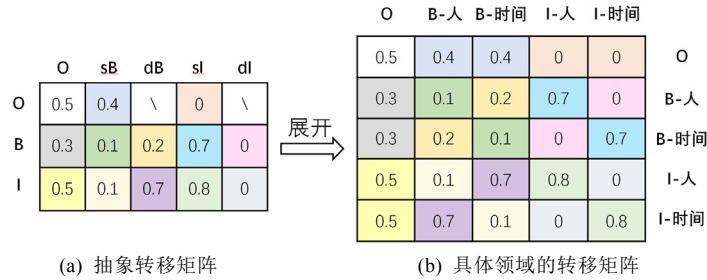 O B-人 B-时间 I-人 I-时间
O sB dB sI dI
0.5 0.4 0.4 0 0 O
O 0.5 0.4 \ 0 \
0.3 0.1 0.2 0.7 0 B-人
B 0.3 0.1 0.2 0.7 0
展开
0.3 0.2 0.1 0 0.7 B-时间
I 0.5 0.1 0.7 0.8 0
0.5 0.1 0.7 0.8 0 I-人
0.5 0.7 0.1 0 0.8 I-时间
(a) 抽象转移矩阵
(b) 具体领域的转移矩阵